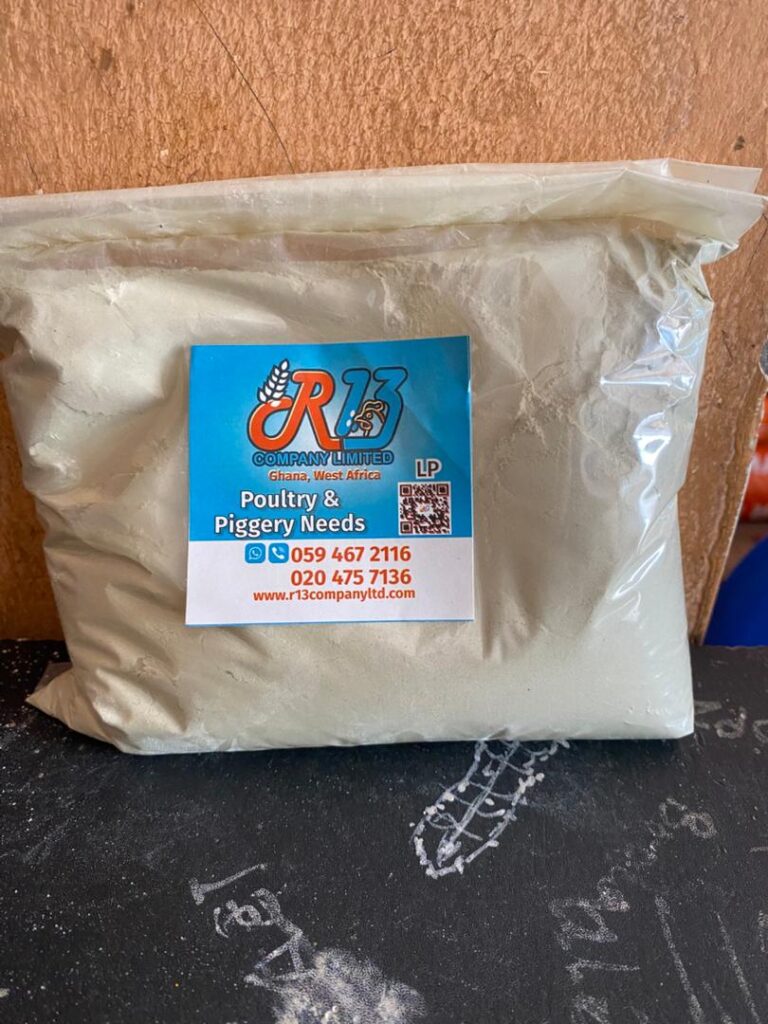 R13
COMPANY LIMITED
Ghana, West Africa
LP
Poultry &
Piggery Needs
059 467 2116
020 475 7136
www.r13companyltd.com